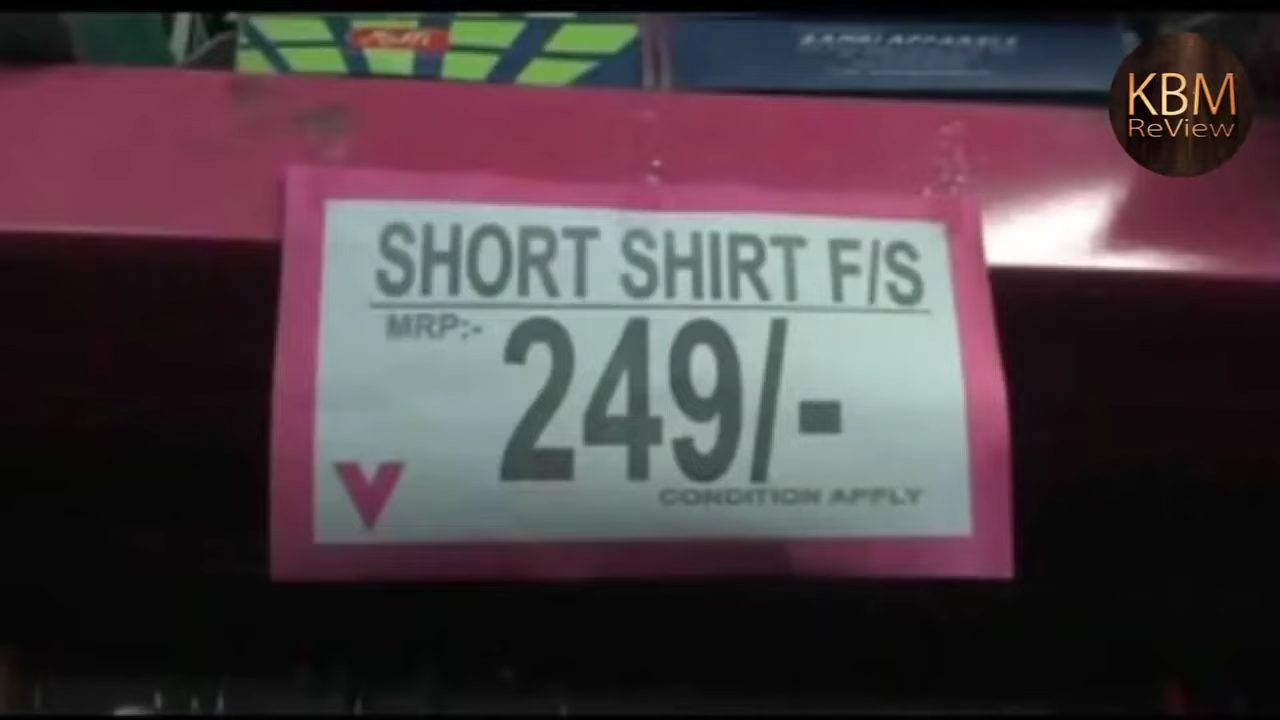 KBM
ReView
SHORT SHIRT F/S
MRP:-
249/-
CONDITION APPLY